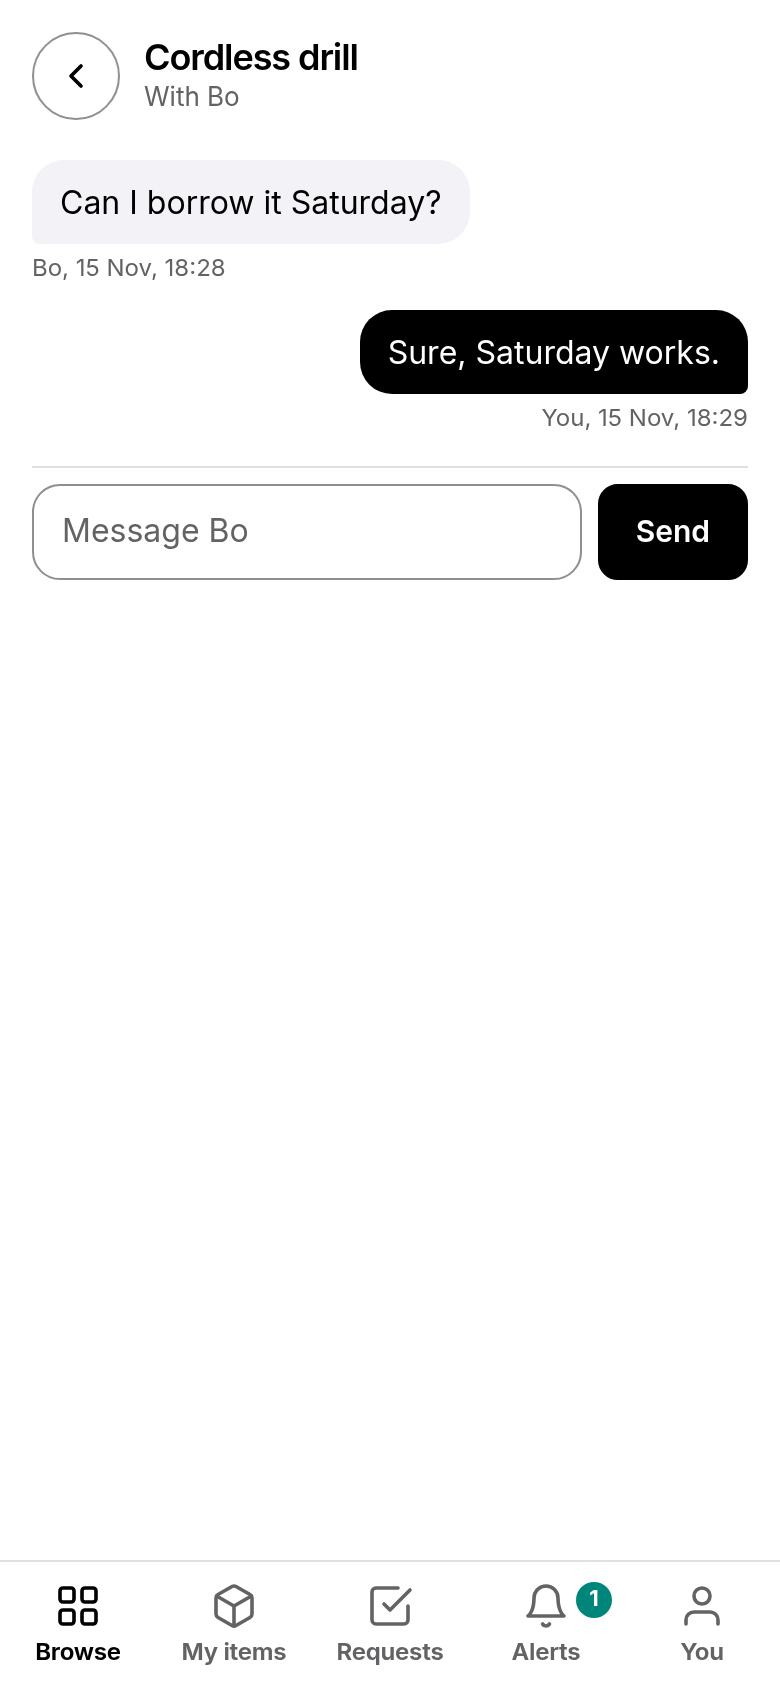 Cordless drill
With Bo
Can I borrow it Saturday?
Bo, 15 Nov, 18:28
Sure, Saturday works.
You, 15 Nov, 18:29
Message Bo
Send
1
Browse
My items
Requests
Alerts
You